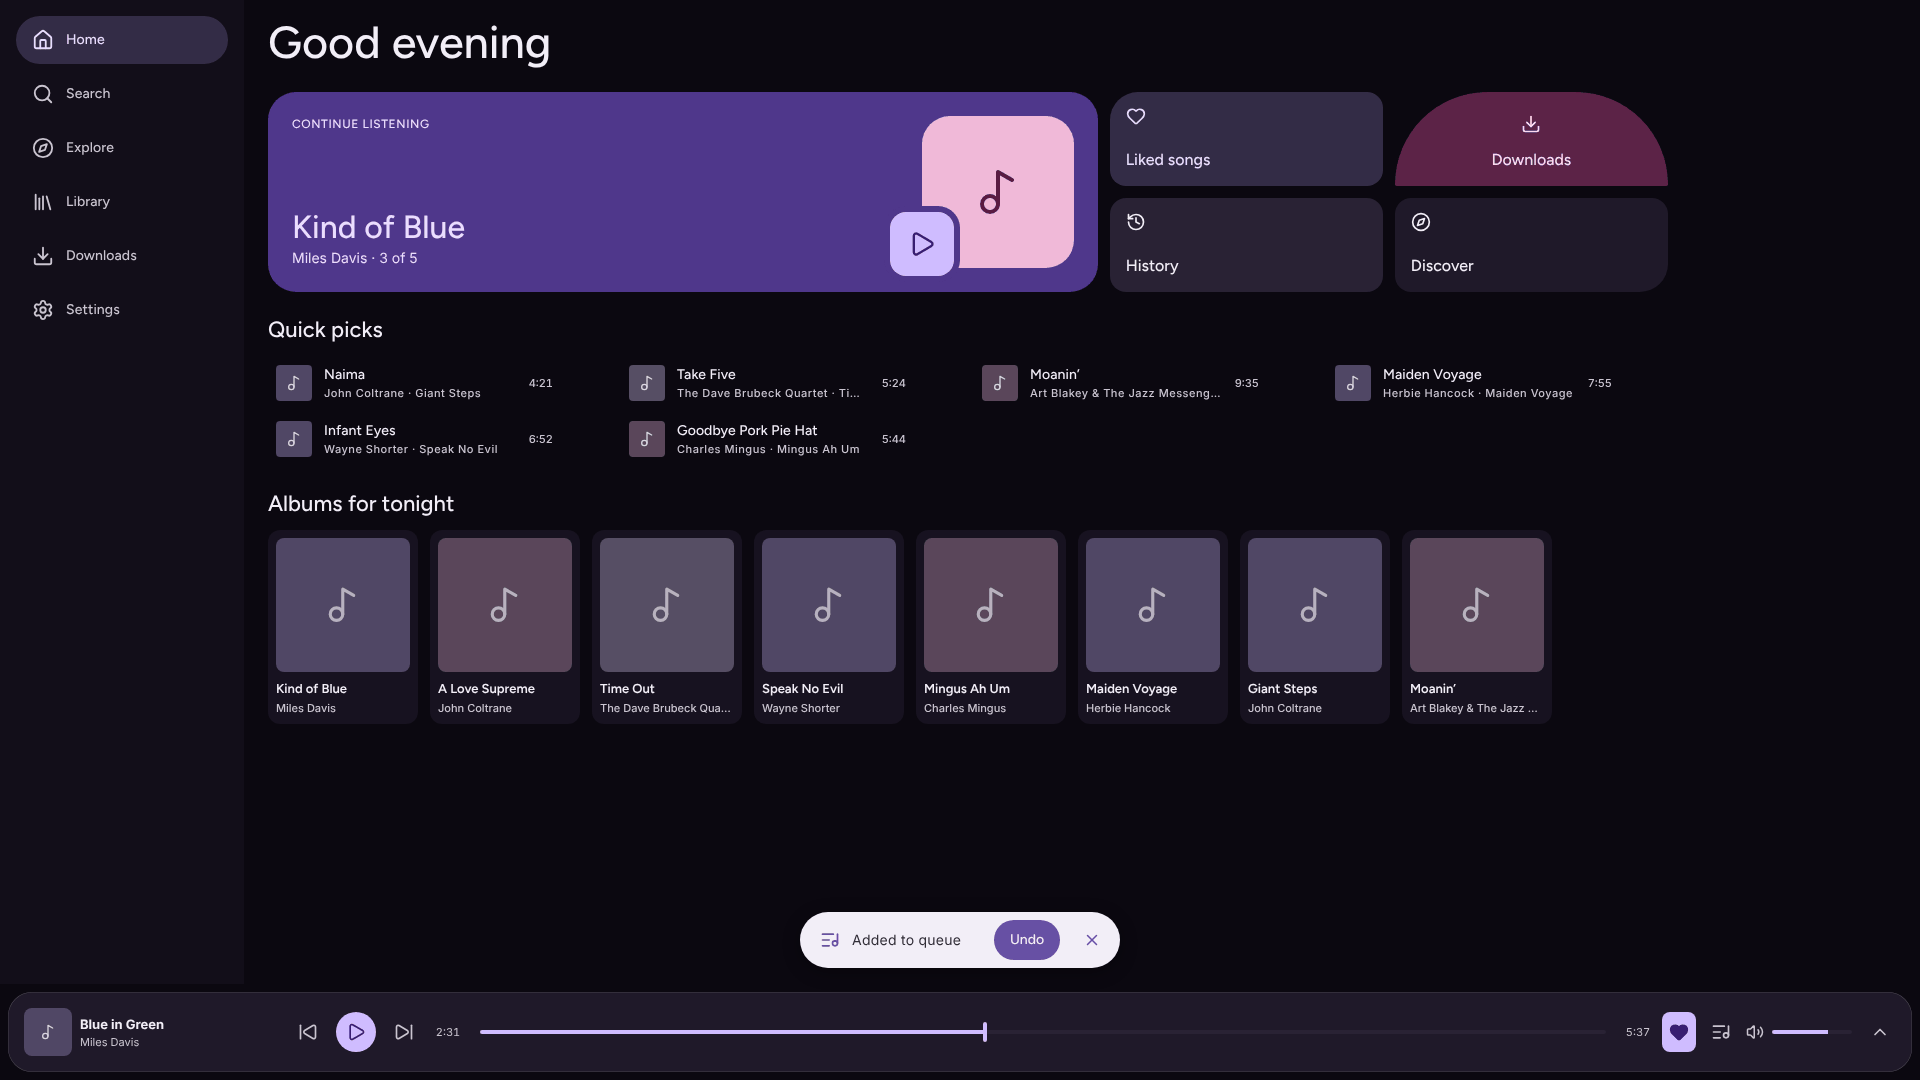 Home
Search
Explore
Library
Downloads
Settings
Good evening
CONTINUE LISTENING
Kind of Blue
Miles Davis · 3 of 5
Liked songs
Downloads
History
Discover
Quick picks
Naima
John Coltrane · Giant Steps
4:21
Take Five
The Dave Brubeck Quartet · Ti...
5:24
Moanin’
Art Blakey & The Jazz Messeng...
9:35
Maiden Voyage
Herbie Hancock · Maiden Voyage
7:55
Infant Eyes
Wayne Shorter · Speak No Evil
6:52
Goodbye Pork Pie Hat
Charles Mingus · Mingus Ah Um
5:44
Albums for tonight
Kind of Blue
Miles Davis
A Love Supreme
John Coltrane
Time Out
The Dave Brubeck Qua...
Speak No Evil
Wayne Shorter
Mingus Ah Um
Charles Mingus
Maiden Voyage
Herbie Hancock
Giant Steps
John Coltrane
Moanin’
Art Blakey & The Jazz ...
Added to queue
Undo
Blue in Green
Miles Davis
2:31
5:37